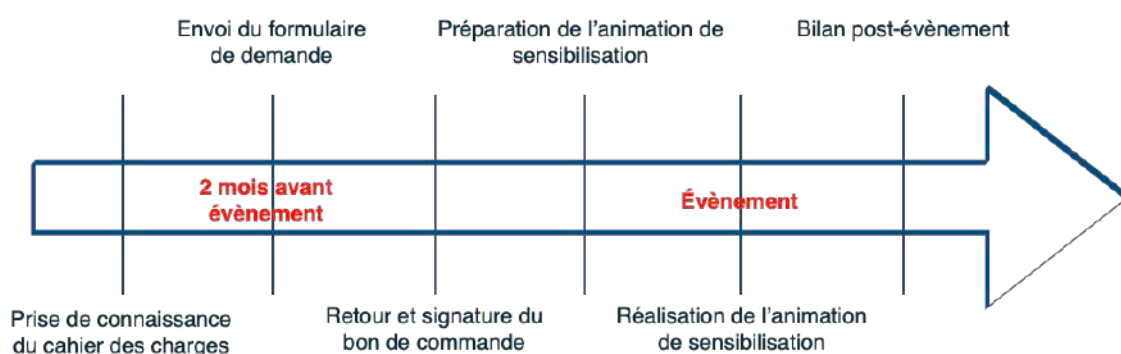 Envoi du formulaire
de demande
Préparation de l'animation de
sensibilisation
Bilan post-évènement
2 mois avant
évènement
Évènement
Prise de connaissance
du cahier des charges
Retour et signature du
bon de commande
Réalisation de l'animation
de sensibilisation